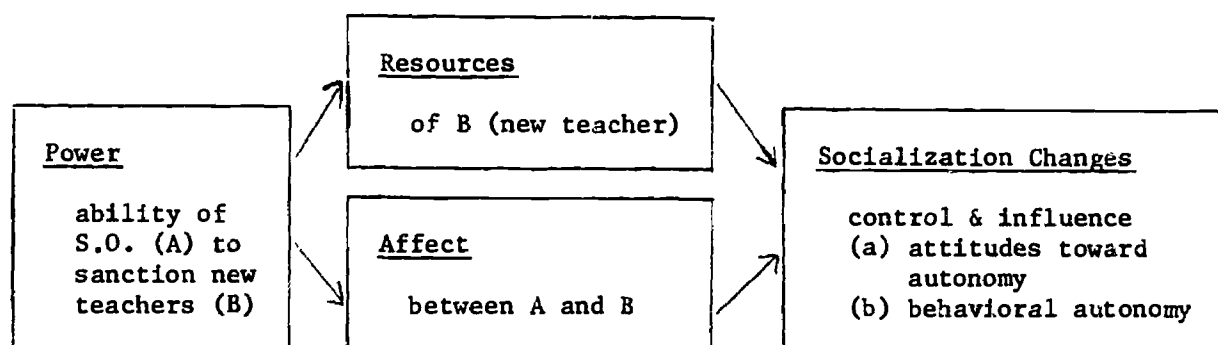 Resources
of B (new teacher)
Power
ability of
S.O. (A) to
sanction new
teachers (B)
Affect
between A and B
Socialization Changes
control & influence
(a) attitudes toward
autonomy
(b) behavioral autonomy